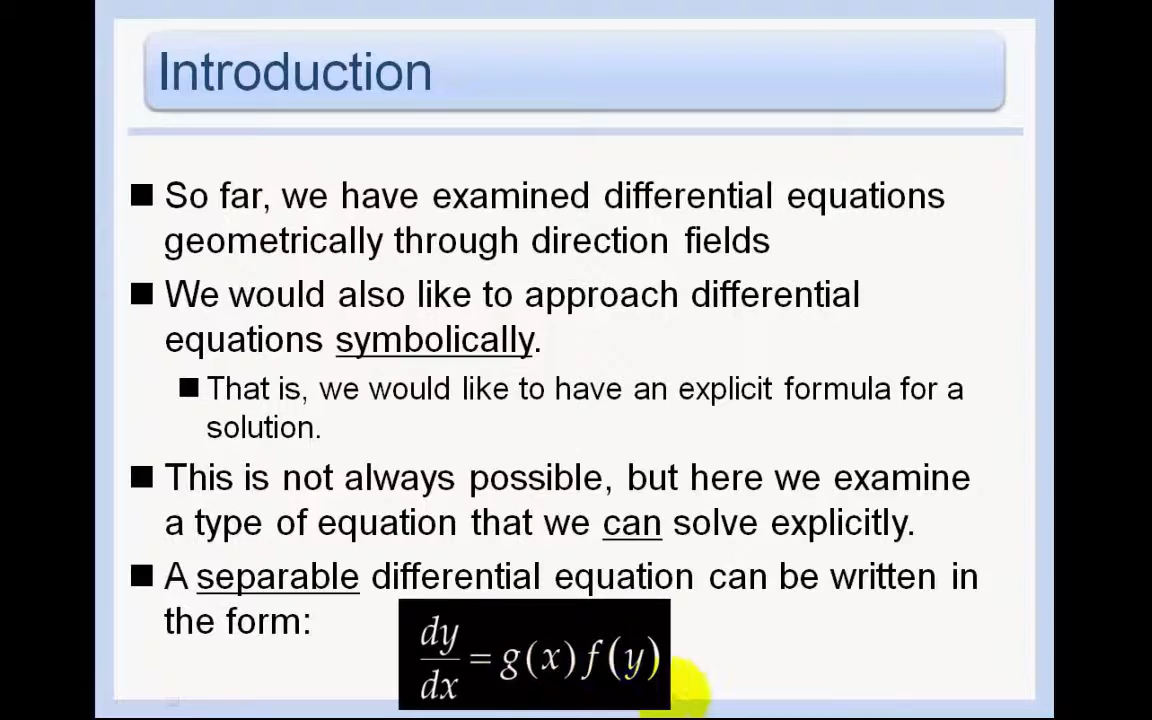 Introduction
So far, we have examined differential equations
geometrically through direction fields
We would also like to approach differential
equations symbolically.
That is, we would like to have an explicit formula for a
solution.
This is not always possible, but here we examine
a type of equation that we can solve explicitly.
A separable differential equation can be written in
the form:
dy/dx = g(x) f(y)